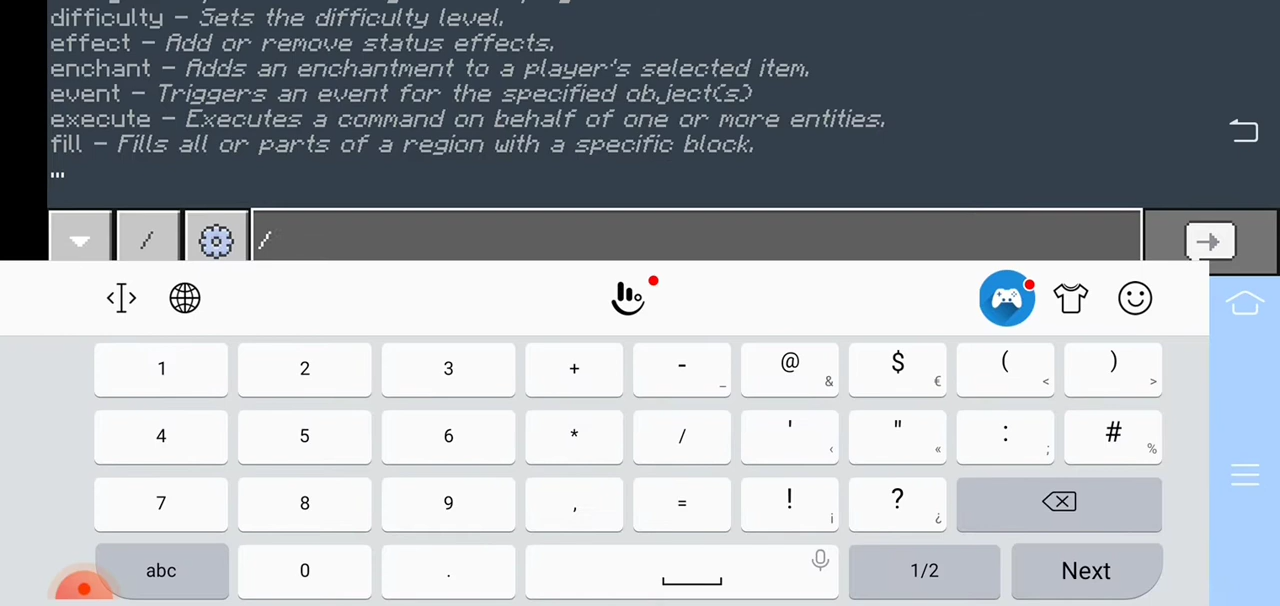 difficulty – Sets the difficulty level.
effect – Add or remove status effects.
enchant – Adds an enchantment to a player's selected item.
event – Triggers an event for the specified object(s)
execute – Executes a command on behalf of one or more entities.
fill – Fills all or parts of a region with a specific block.
...
/ /
1 2 3 + - _ @ & $ € ( < ) >
4 5 6 * / ' ‹ " « : ; # %
7 8 9 , = ! ¡ ? ¿
abc 0 . 1/2 Next